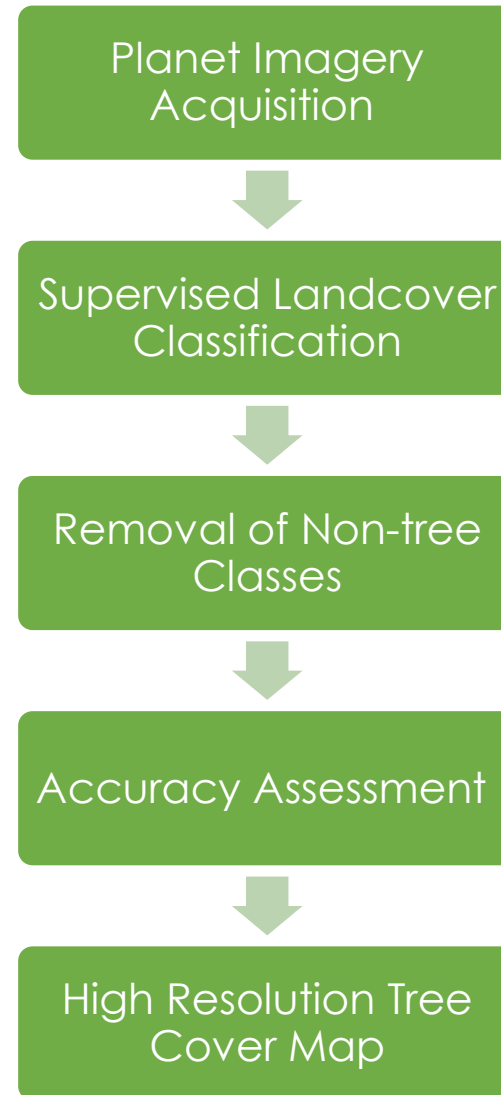 Planet Imagery
Acquisition
Supervised Landcover
Classification
Removal of Non-tree
Classes
Accuracy Assessment
High Resolution Tree
Cover Map